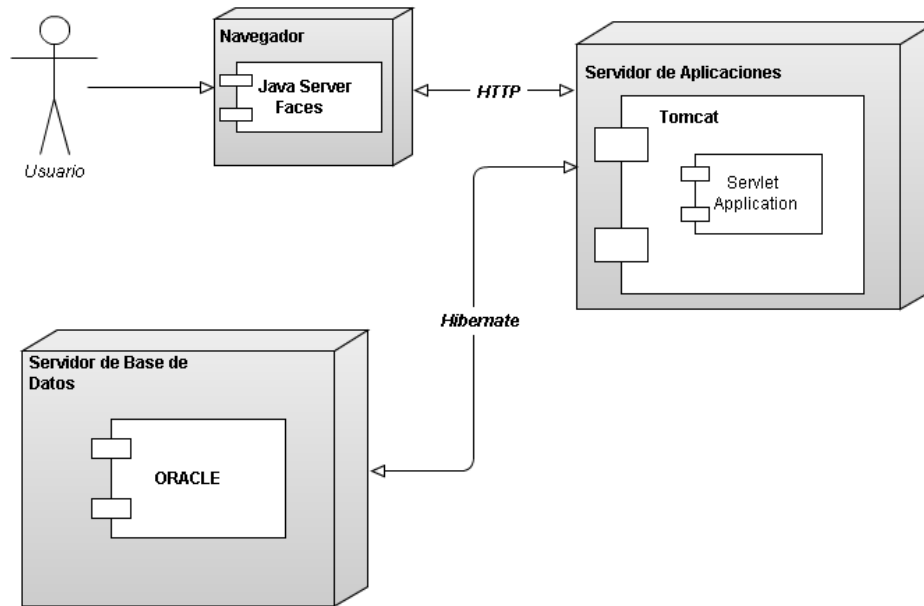 Navegador
Java Server
Faces
Usuario
HTTP
Servidor de Aplicaciones
Tomcat
Servlet
Application
Hibernate
Servidor de Base de
Datos
ORACLE